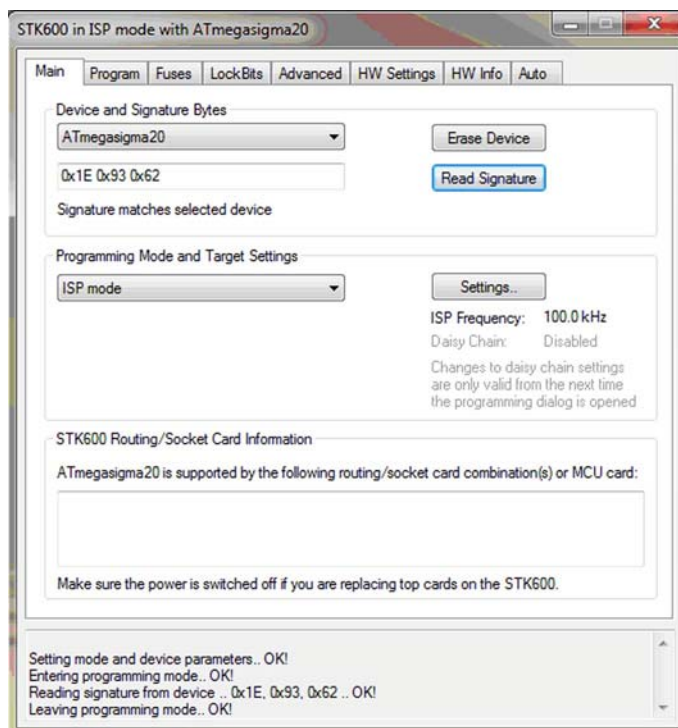 STK600 in ISP mode with ATmegasigma20
Main Program Fuses LockBits Advanced HW Settings HW Info Auto
Device and Signature Bytes
ATmegasigma20
Erase Device
0x1E 0x93 0x62
Read Signature
Signature matches selected device
Programming Mode and Target Settings
ISP mode
Settings..
ISP Frequency: 100.0 kHz
Daisy Chain: Disabled
Changes to daisy chain settings
are only valid from the next time
the programming dialog is opened
STK600 Routing/Socket Card Information
ATmegasigma20 is supported by the following routing/socket card combination(s) or MCU card:
Make sure the power is switched off if you are replacing top cards on the STK600.
Setting mode and device parameters.. OK!
Entering programming mode.. OK!
Reading signature from device .. 0x1E, 0x93, 0x62 .. OK!
Leaving programming mode.. OK!